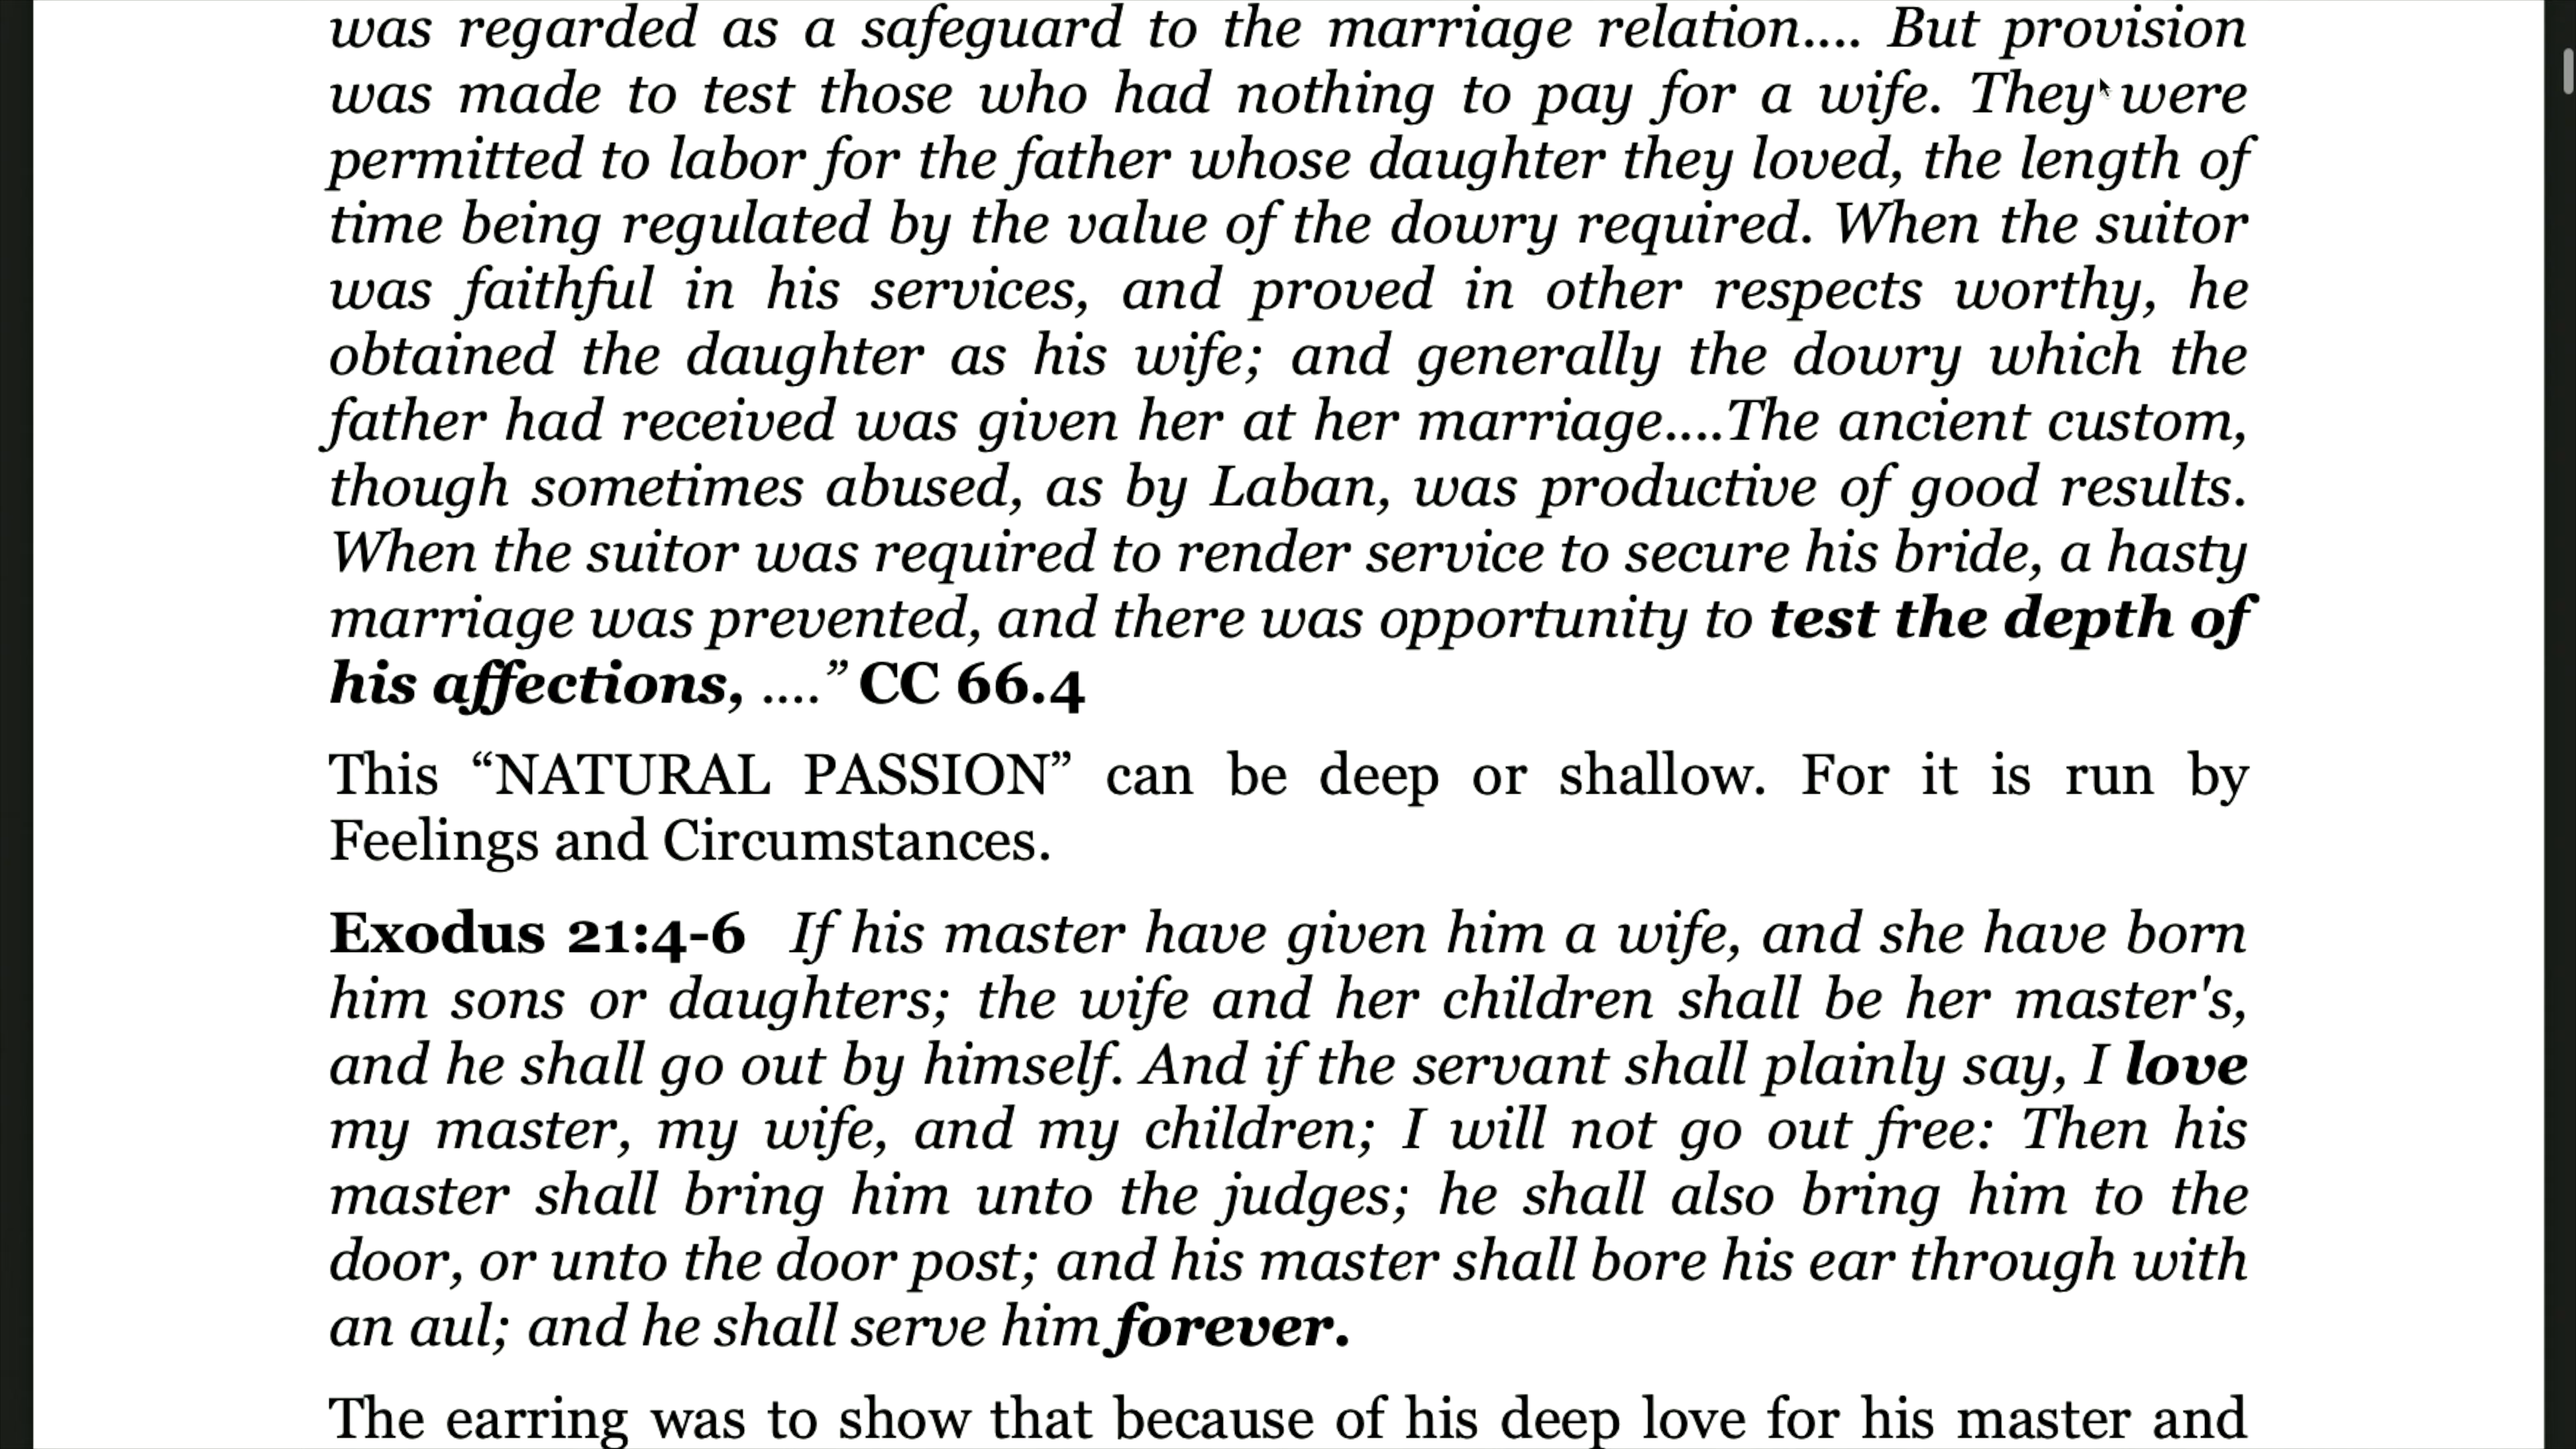 was regarded as a safeguard to the marriage relation.... But provision
was made to test those who had nothing to pay for a wife. They were
permitted to labor for the father whose daughter they loved, the length of
time being regulated by the value of the dowry required. When the suitor
was faithful in his services, and proved in other respects worthy, he
obtained the daughter as his wife; and generally the dowry which the
father had received was given her at her marriage....The ancient custom,
though sometimes abused, as by Laban, was productive of good results.
When the suitor was required to render service to secure his bride, a hasty
marriage was prevented, and there was opportunity to test the depth of
his affections, ....” CC 66.4
This “NATURAL PASSION” can be deep or shallow. For it is run by
Feelings and Circumstances.
Exodus 21:4-6 If his master have given him a wife, and she have born
him sons or daughters; the wife and her children shall be her master's,
and he shall go out by himself. And if the servant shall plainly say, I love
my master, my wife, and my children; I will not go out free: Then his
master shall bring him unto the judges; he shall also bring him to the
door, or unto the door post; and his master shall bore his ear through with
an aul; and he shall serve him forever.
The earring was to show that because of his deep love for his master and